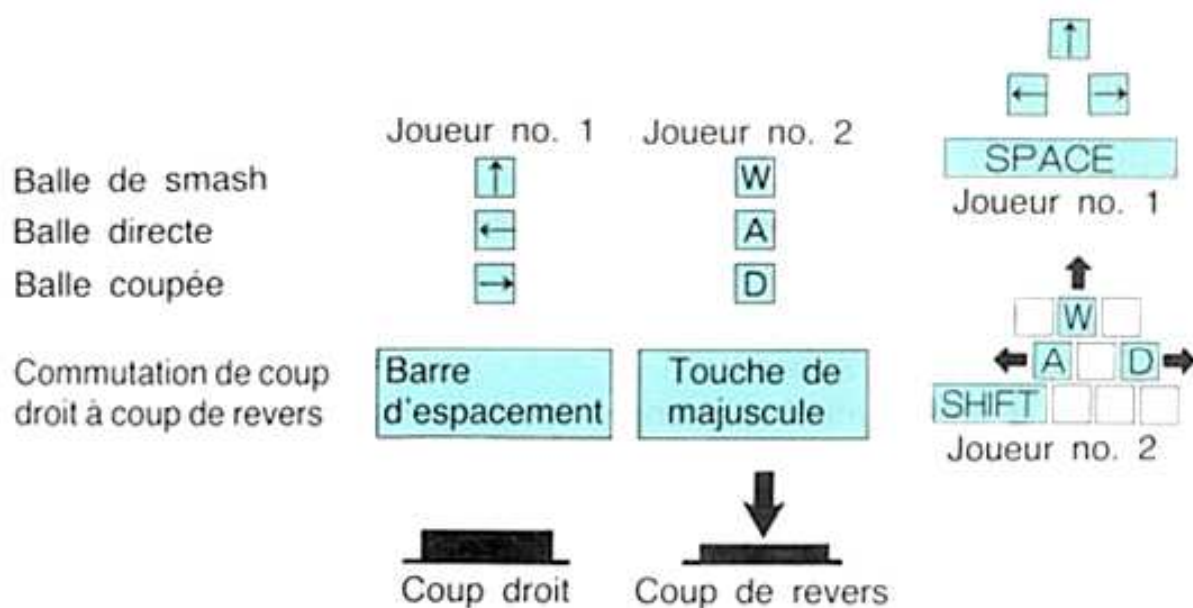 Joueur no. 1 Joueur no. 2
Balle de smash ↑ W
Balle directe ← A
Balle coupée → D
Commutation de coup
droit à coup de revers
Barre
d'espacement
Touche de
majuscule
Coup droit Coup de revers
↑
← →
SPACE
Joueur no. 1
W
A D
SHIFT
Joueur no. 2